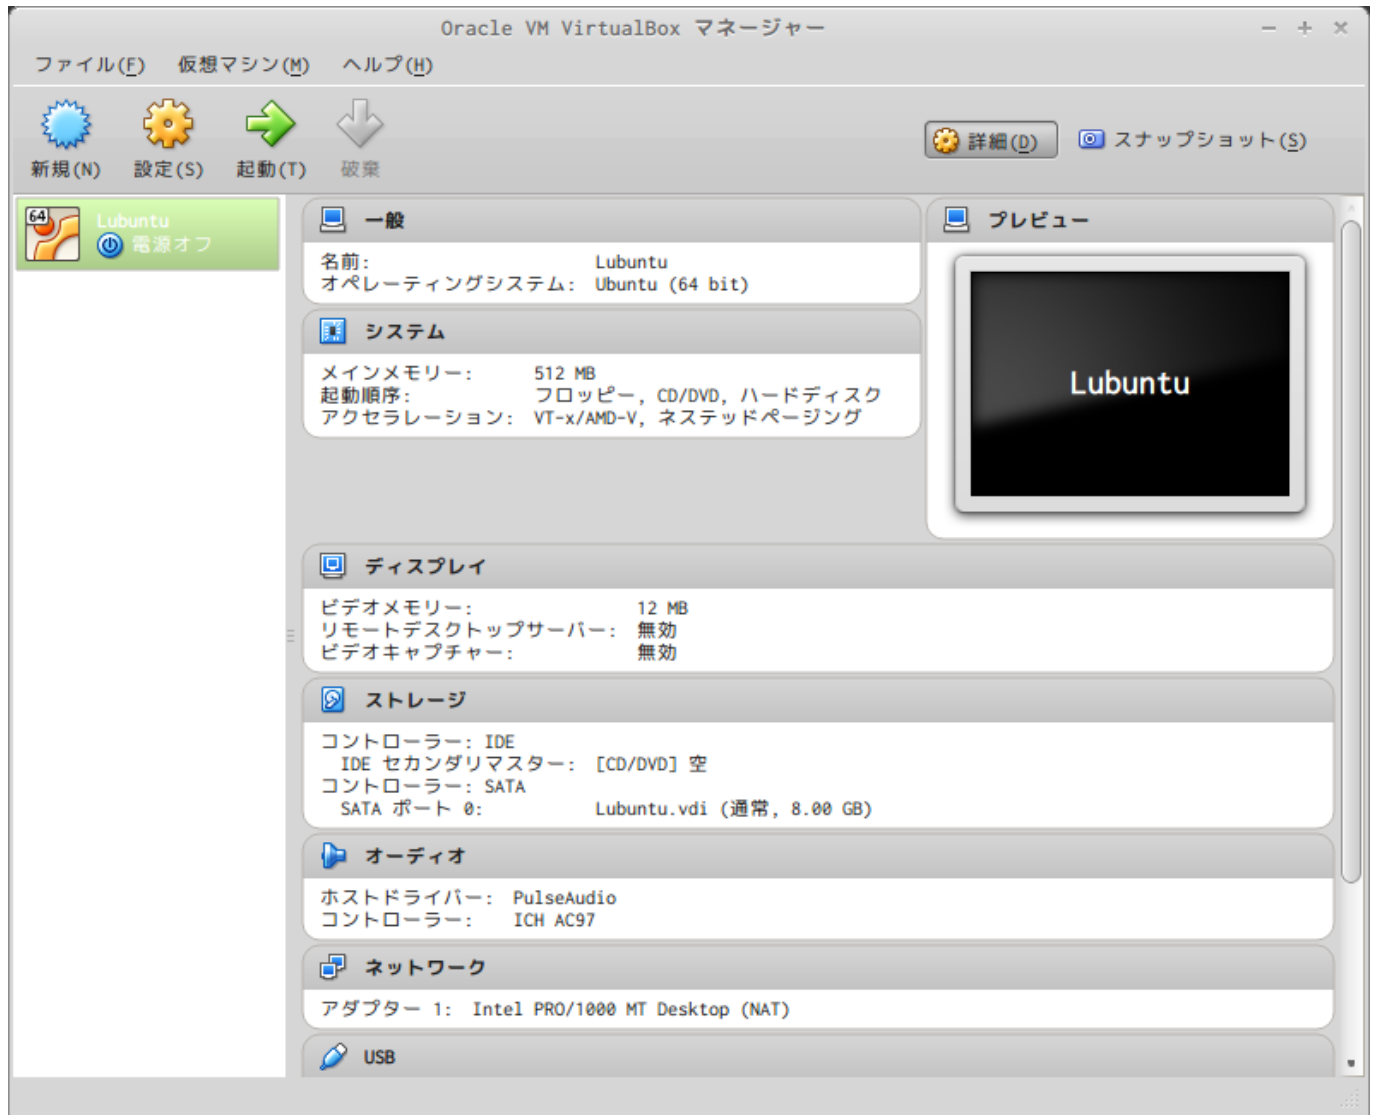 Oracle VM VirtualBox マネージャー
ファイル(F) 仮想マシン(M) ヘルプ(H)
新規(N) 設定(S) 起動(T) 破棄 詳細(D) スナップショット(S)
64 Lubuntu
電源オフ
一般
名前: Lubuntu
オペレーティングシステム: Ubuntu (64 bit)
システム
メインメモリー: 512 MB
起動順序: フロッピー, CD/DVD, ハードディスク
アクセラレーション: VT-x/AMD-V, ネステッドページング
プレビュー
Lubuntu
ディスプレイ
ビデオメモリー: 12 MB
リモートデスクトップサーバー: 無効
ビデオキャプチャー: 無効
ストレージ
コントローラー: IDE
IDE セカンダリマスター: [CD/DVD] 空
コントローラー: SATA
SATA ポート 0: Lubuntu.vdi (通常, 8.00 GB)
オーディオ
ホストドライバー: PulseAudio
コントローラー: ICH AC97
ネットワーク
アダプター 1: Intel PRO/1000 MT Desktop (NAT)
USB